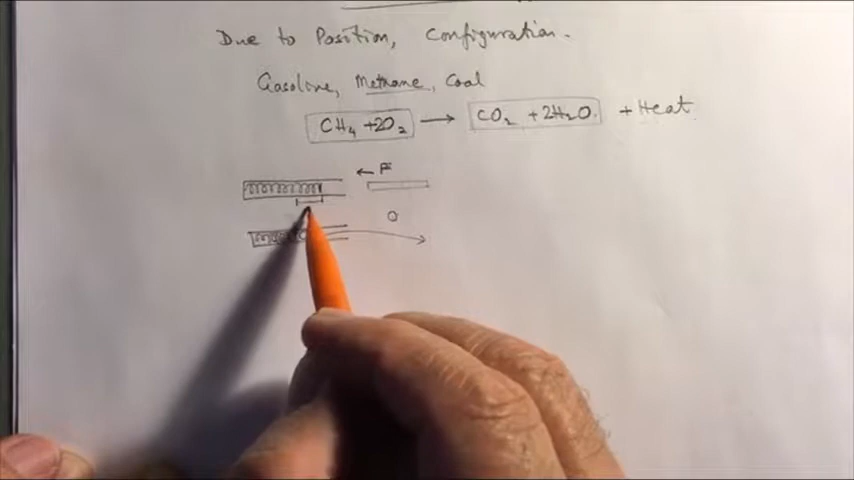 Due to Position, Configuration.
Gasoline, Methane, Coal
CH₄ + 2O₂ → CO₂ + 2H₂O. + Heat
← F